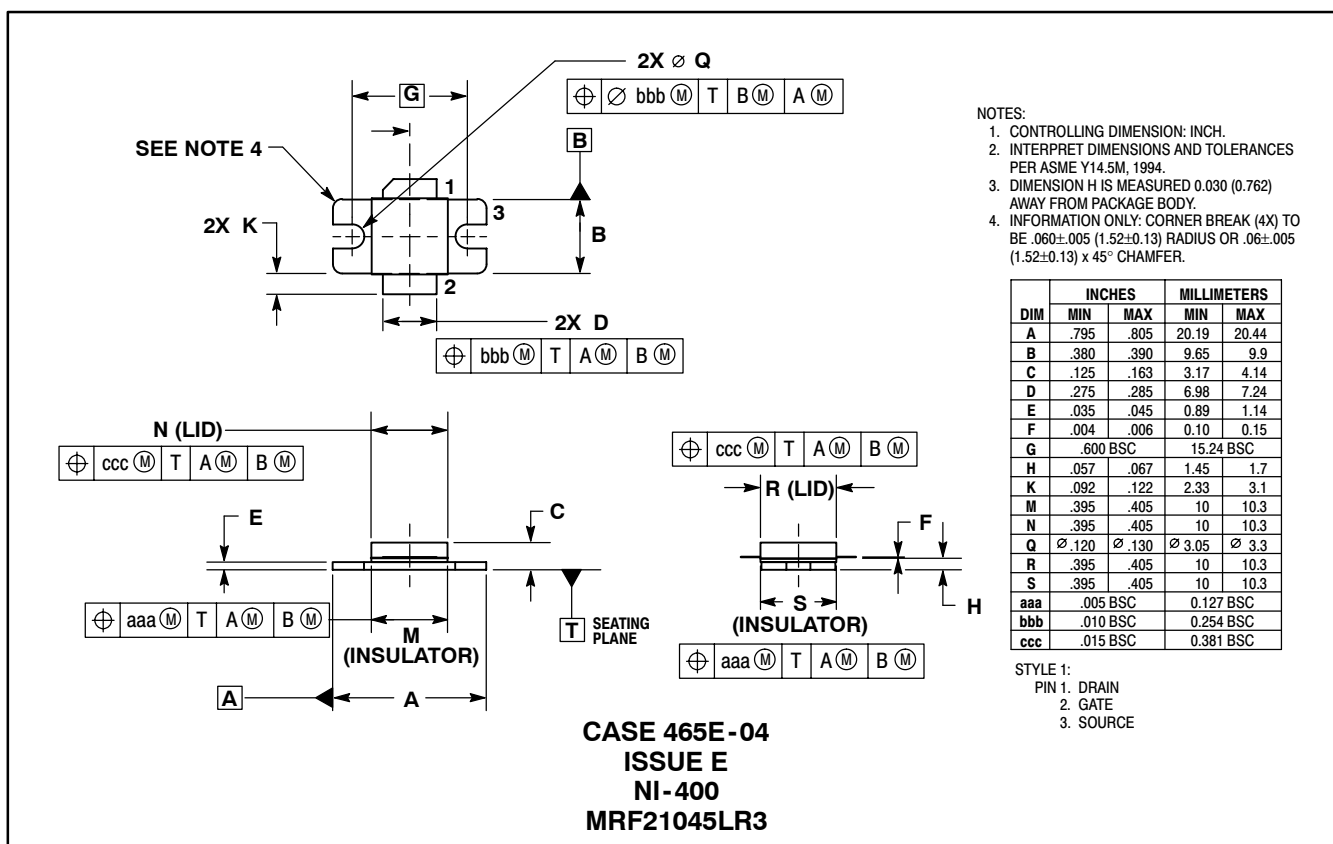 2X ⌀ Q
⌖ ⌀ bbb Ⓜ T B Ⓜ A Ⓜ
G
B
SEE NOTE 4
1
3
2X K
B
2
2X D
⌖ bbb Ⓜ T A Ⓜ B Ⓜ
N (LID)
⌖ ccc Ⓜ T A Ⓜ B Ⓜ
E
C
⌖ aaa Ⓜ T A Ⓜ B Ⓜ
M
(INSULATOR)
T SEATING
PLANE
A
A
⌖ ccc Ⓜ T A Ⓜ B Ⓜ
R (LID)
F
H
S
(INSULATOR)
⌖ aaa Ⓜ T A Ⓜ B Ⓜ
NOTES:
1. CONTROLLING DIMENSION: INCH.
2. INTERPRET DIMENSIONS AND TOLERANCES
PER ASME Y14.5M, 1994.
3. DIMENSION H IS MEASURED 0.030 (0.762)
AWAY FROM PACKAGE BODY.
4. INFORMATION ONLY: CORNER BREAK (4X) TO
BE .060±.005 (1.52±0.13) RADIUS OR .06±.005
(1.52±0.13) x 45° CHAMFER.
INCHES MILLIMETERS
DIM MIN MAX MIN MAX
A .795 .805 20.19 20.44
B .380 .390 9.65 9.9
C .125 .163 3.17 4.14
D .275 .285 6.98 7.24
E .035 .045 0.89 1.14
F .004 .006 0.10 0.15
G .600 BSC 15.24 BSC
H .057 .067 1.45 1.7
K .092 .122 2.33 3.1
M .395 .405 10 10.3
N .395 .405 10 10.3
Q ⌀ .120 ⌀ .130 ⌀ 3.05 ⌀ 3.3
R .395 .405 10 10.3
S .395 .405 10 10.3
aaa .005 BSC 0.127 BSC
bbb .010 BSC 0.254 BSC
ccc .015 BSC 0.381 BSC
STYLE 1:
PIN 1. DRAIN
2. GATE
3. SOURCE
CASE 465E-04
ISSUE E
NI-400
MRF21045LR3